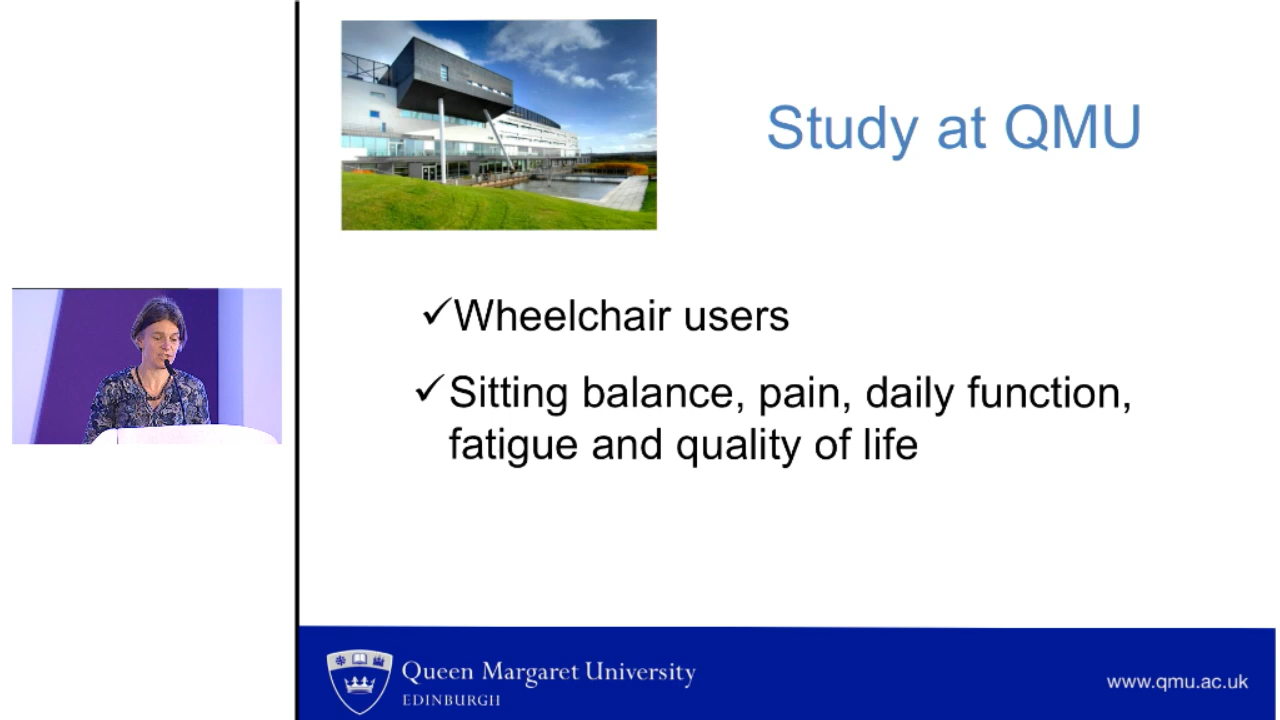 Study at QMU
✓Wheelchair users
✓Sitting balance, pain, daily function,
fatigue and quality of life
Queen Margaret University
EDINBURGH
www.qmu.ac.uk